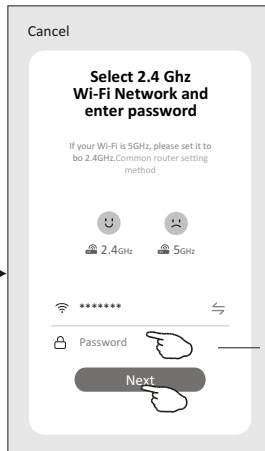 Cancel
Select 2.4 Ghz
Wi-Fi Network and
enter password
If your Wi-Fi is 5GHz, please set it to
bo 2.4GHz.Common router setting
method
2.4GHz 5GHz
*******
Password
Next